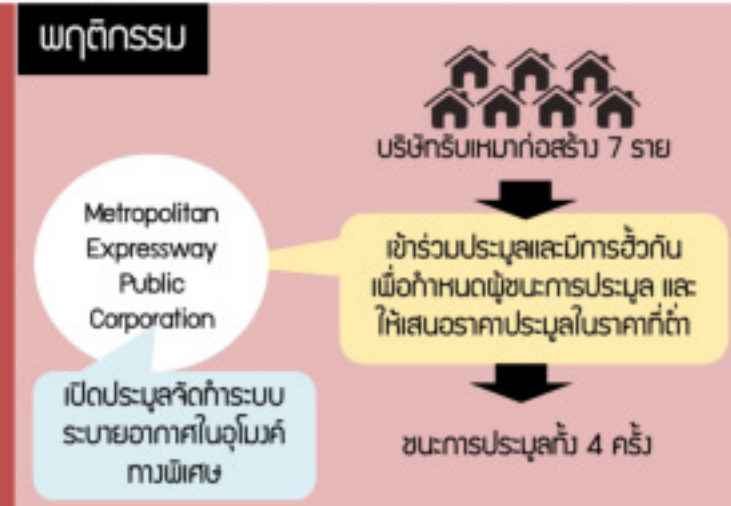 พฤติกรรม
บริษัทรับเหมาก่อสร้าง 7 ราย
Metropolitan
Expressway
Public
Corporation
เข้าร่วมประมูลและมีการฮั้วกัน
เพื่อกำหนดผู้ชนะการประมูล และ
ให้เสนอราคาประมูลในราคาที่ต่ำ
เปิดประมูลจัดทำระบบ
ระบายอากาศในอุโมงค์
ทางพิเศษ
ชนะการประมูลทั้ง 4 ครั้ง